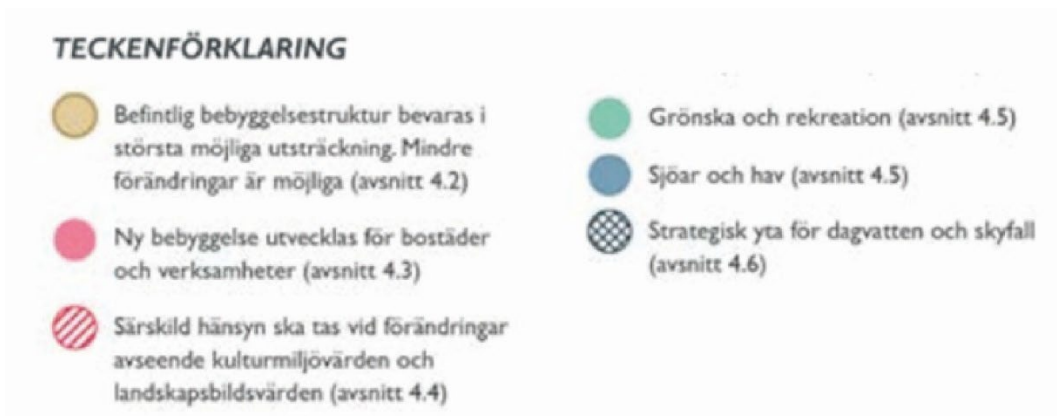 TECKENFÖRKLARING
Befintlig bebyggelsestruktur bevaras i
största möjliga utsträckning. Mindre
förändringar är möjliga (avsnitt 4.2)
Ny bebyggelse utvecklas för bostäder
och verksamheter (avsnitt 4.3)
Särskild hänsyn ska tas vid förändringar
avseende kulturmiljövärden och
landskapsbildsvärden (avsnitt 4.4)
Grönska och rekreation (avsnitt 4.5)
Sjöar och hav (avsnitt 4.5)
Strategisk yta för dagvatten och skyfall
(avsnitt 4.6)